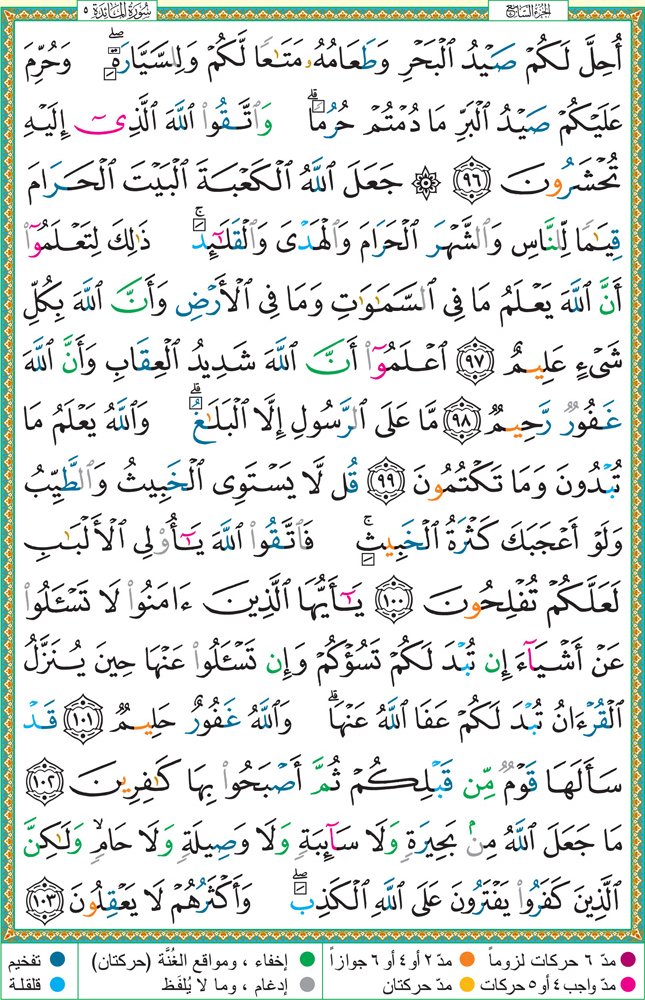 الجزء السابع
سورة المائدة ٥
أُحِلَّ لَكُمۡ صَيۡدُ ٱلۡبَحۡرِ وَطَعَامُهُۥ مَتَٰعٗا لَّكُمۡ وَلِلسَّيَّارَةِۖ وَحُرِّمَ
عَلَيۡكُمۡ صَيۡدُ ٱلۡبَرِّ مَا دُمۡتُمۡ حُرُمٗاۗ وَٱتَّقُواْ ٱللَّهَ ٱلَّذِيٓ إِلَيۡهِ
تُحۡشَرُونَ ٩٦ ۞ جَعَلَ ٱللَّهُ ٱلۡكَعۡبَةَ ٱلۡبَيۡتَ ٱلۡحَرَامَ
قِيَٰمٗا لِّلنَّاسِ وَٱلشَّهۡرَ ٱلۡحَرَامَ وَٱلۡهَدۡيَ وَٱلۡقَلَٰٓئِدَۚ ذَٰلِكَ لِتَعۡلَمُوٓاْ
أَنَّ ٱللَّهَ يَعۡلَمُ مَا فِي ٱلسَّمَٰوَٰتِ وَمَا فِي ٱلۡأَرۡضِ وَأَنَّ ٱللَّهَ بِكُلِّ
شَيۡءٍ عَلِيمٌ ٩٧ ٱعۡلَمُوٓاْ أَنَّ ٱللَّهَ شَدِيدُ ٱلۡعِقَابِ وَأَنَّ ٱللَّهَ
غَفُورٞ رَّحِيمٞ ٩٨ مَّا عَلَى ٱلرَّسُولِ إِلَّا ٱلۡبَلَٰغُۗ وَٱللَّهُ يَعۡلَمُ مَا
تُبۡدُونَ وَمَا تَكۡتُمُونَ ٩٩ قُل لَّا يَسۡتَوِي ٱلۡخَبِيثُ وَٱلطَّيِّبُ
وَلَوۡ أَعۡجَبَكَ كَثۡرَةُ ٱلۡخَبِيثِۚ فَٱتَّقُواْ ٱللَّهَ يَٰٓأُوْلِي ٱلۡأَلۡبَٰبِ
لَعَلَّكُمۡ تُفۡلِحُونَ ١٠٠ يَٰٓأَيُّهَا ٱلَّذِينَ ءَامَنُواْ لَا تَسۡـَٔلُواْ
عَنۡ أَشۡيَآءَ إِن تُبۡدَ لَكُمۡ تَسُؤۡكُمۡ وَإِن تَسۡـَٔلُواْ عَنۡهَا حِينَ يُنَزَّلُ
ٱلۡقُرۡءَانُ تُبۡدَ لَكُمۡ عَفَا ٱللَّهُ عَنۡهَاۗ وَٱللَّهُ غَفُورٌ حَلِيمٞ ١٠١ قَدۡ
سَأَلَهَا قَوۡمٞ مِّن قَبۡلِكُمۡ ثُمَّ أَصۡبَحُواْ بِهَا كَٰفِرِينَ ١٠٢
مَا جَعَلَ ٱللَّهُ مِنۢ بَحِيرَةٖ وَلَا سَآئِبَةٖ وَلَا وَصِيلَةٖ وَلَا حَامٖ وَلَٰكِنَّ
ٱلَّذِينَ كَفَرُواْ يَفۡتَرُونَ عَلَى ٱللَّهِ ٱلۡكَذِبَۖ وَأَكۡثَرُهُمۡ لَا يَعۡقِلُونَ ١٠٣
مدّ ٦ حركات لزوماً
مدّ ٢ أو ٤ أو ٦ جوازاً
إخفاء ، ومواقع الغُنَّة (حركتان)
تفخيم
مدّ واجب ٤ أو ٥ حركات
مدّ حركتان
إدغام ، وما لا يُلفَظ
قلقلة